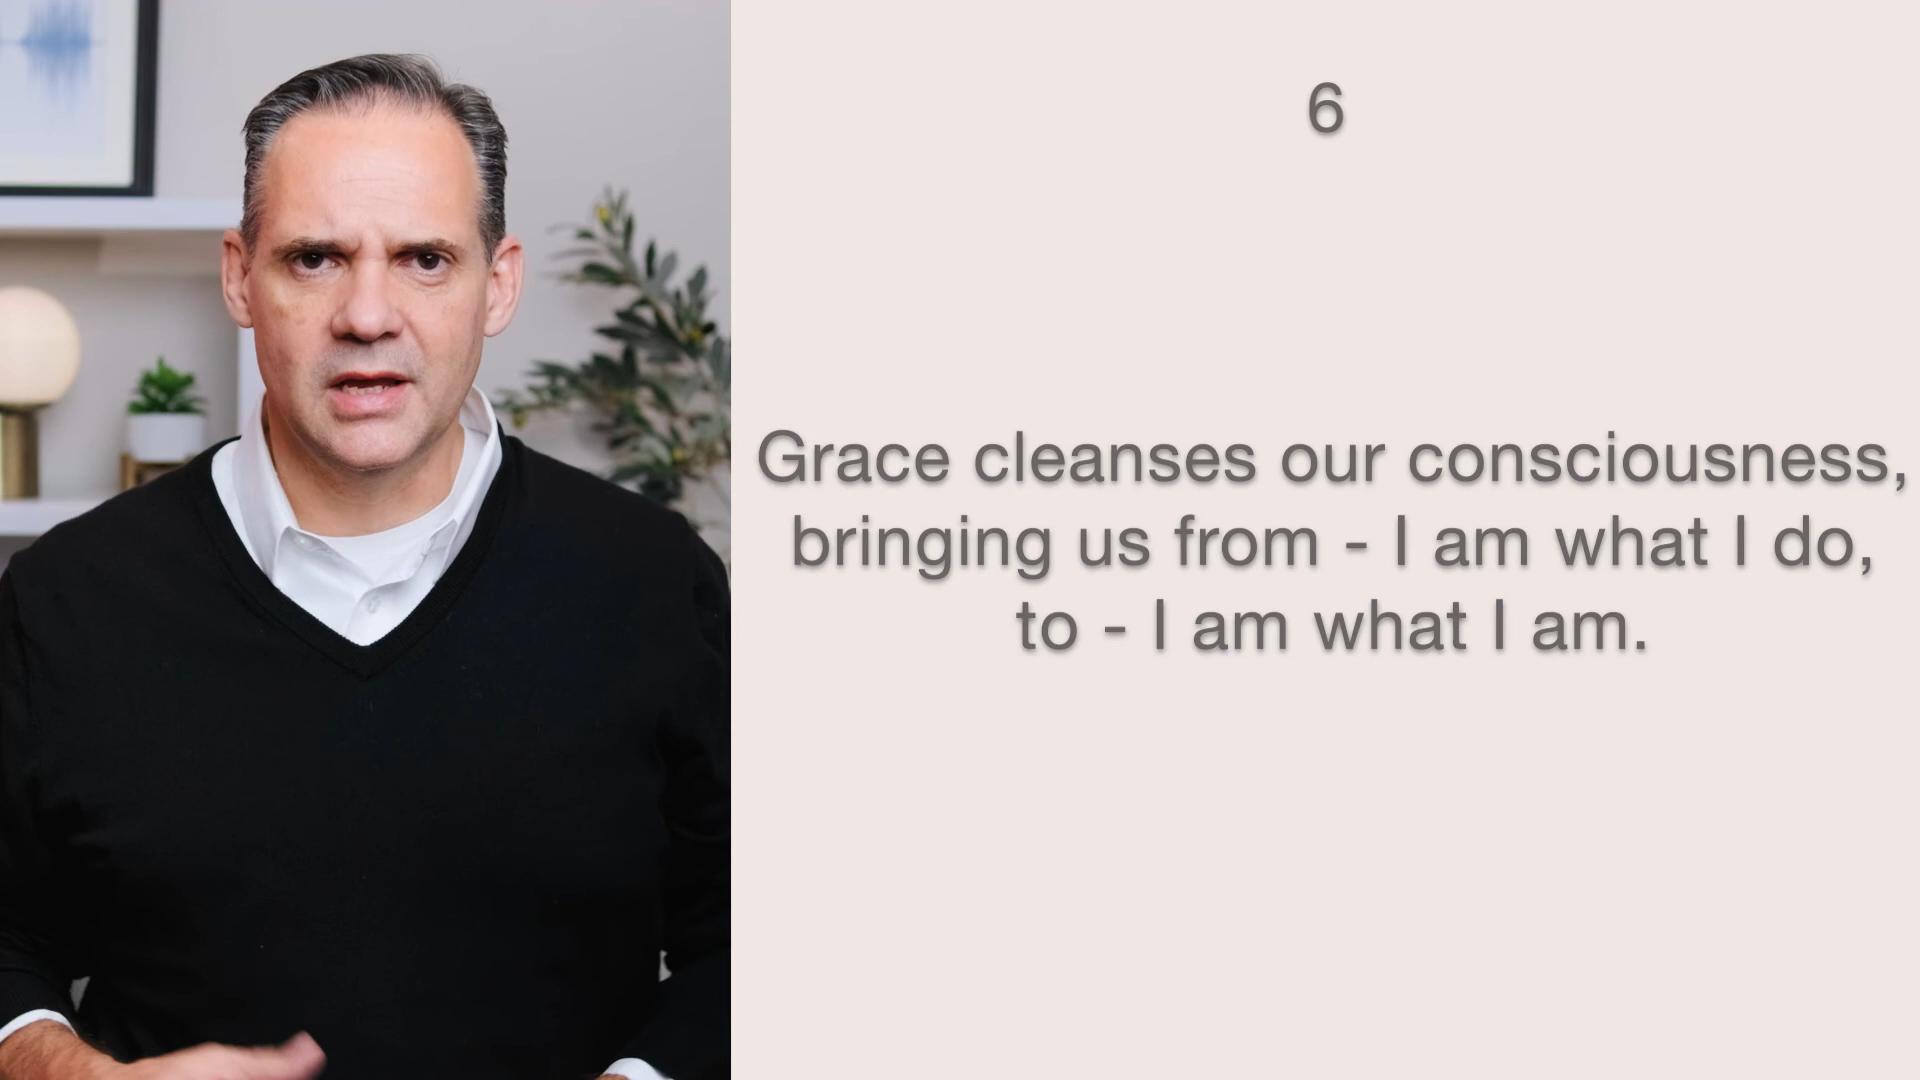 6
Grace cleanses our consciousness,
bringing us from - I am what I do,
to - I am what I am.